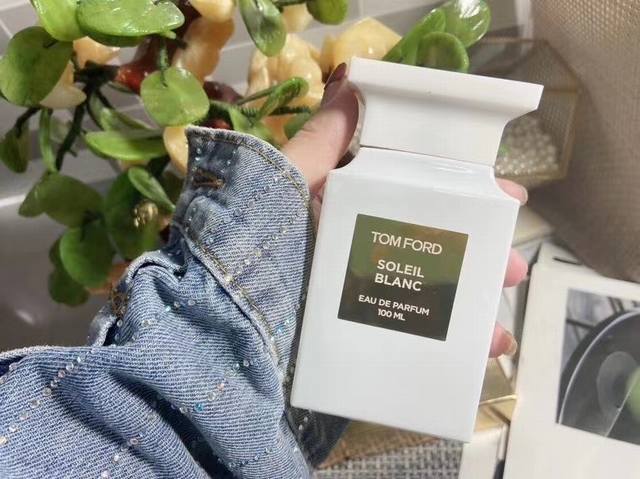 TOM FORD
SOLEIL
BLANC
EAU DE PARFUM
100 ML